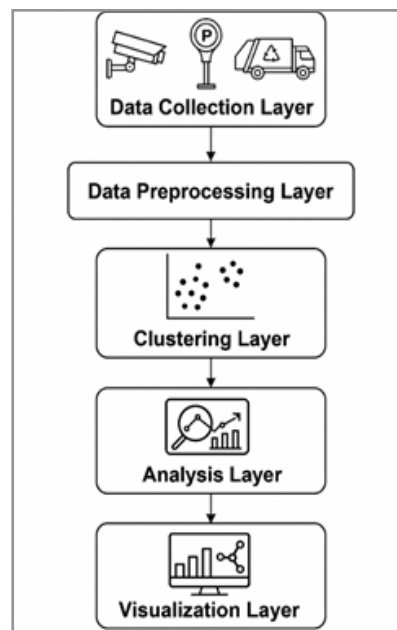 P
Data Collection Layer
Data Preprocessing Layer
Clustering Layer
Analysis Layer
Visualization Layer